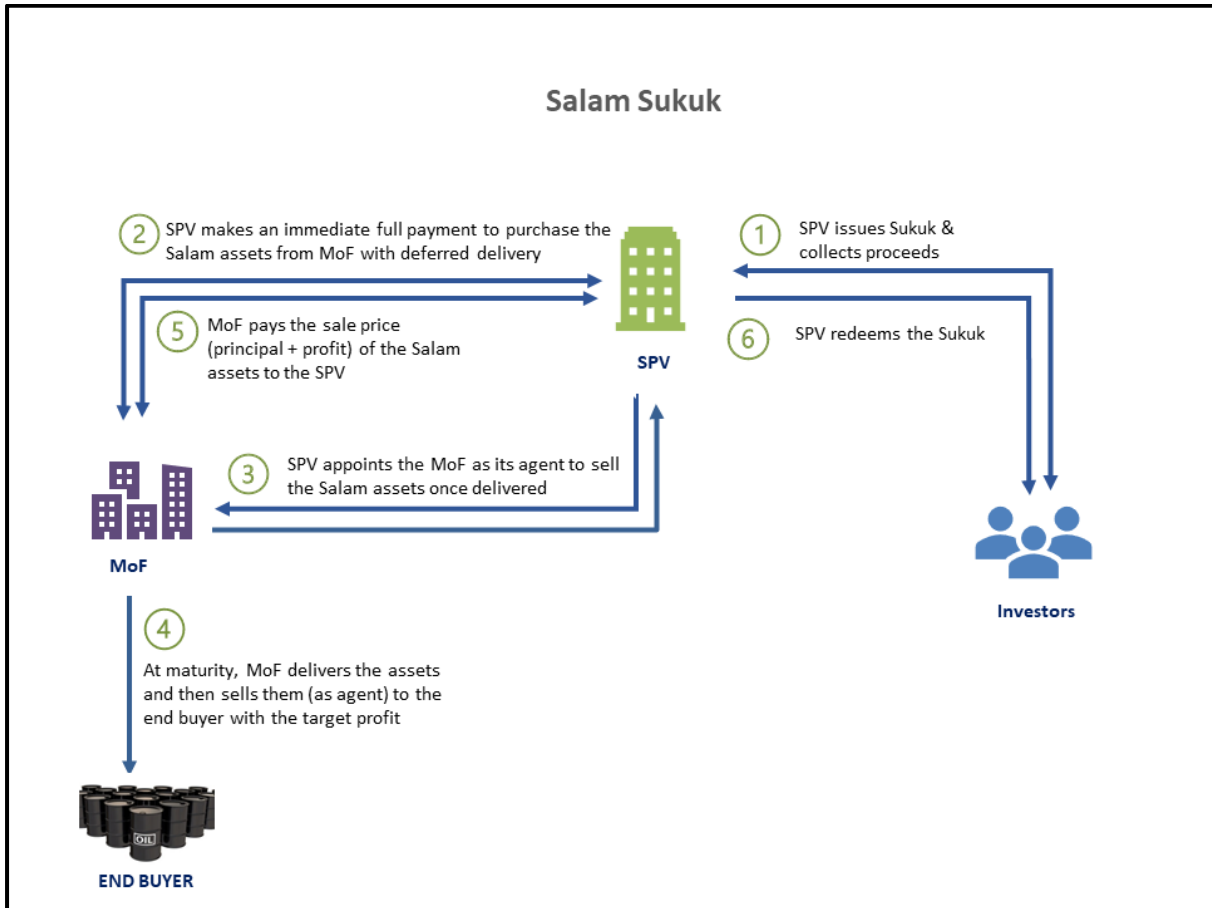 Salam Sukuk
2
SPV makes an immediate full payment to purchase the
Salam assets from MoF with deferred delivery
1
SPV issues Sukuk &
collects proceeds
5
MoF pays the sale price
(principal + profit) of the Salam
assets to the SPV
SPV
6
SPV redeems the Sukuk
3
SPV appoints the MoF as its agent to sell
the Salam assets once delivered
MoF
Investors
4
At maturity, MoF delivers the assets
and then sells them (as agent) to the
end buyer with the target profit
OIL
END BUYER